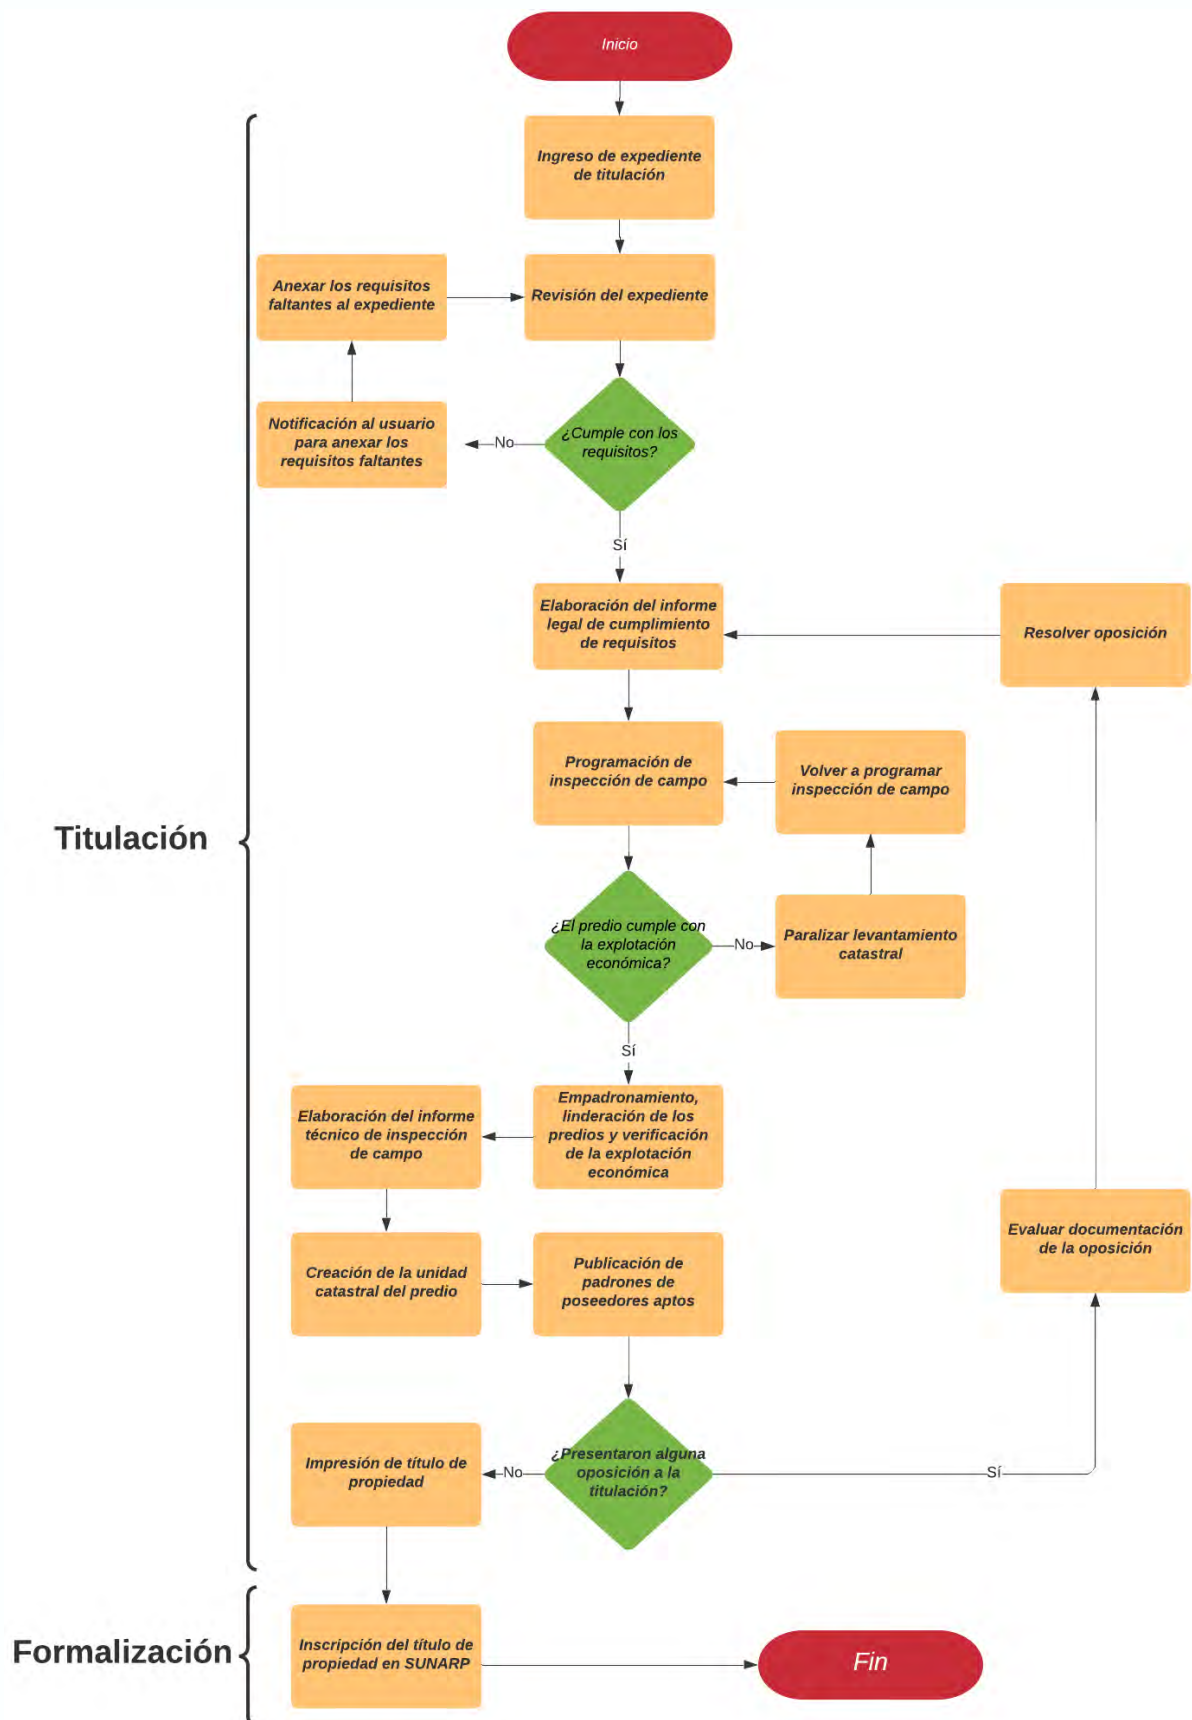 Inicio
Ingreso de expediente
de titulación
Anexar los requisitos
faltantes al expediente
Revisión del expediente
Notificación al usuario
para anexar los
requisitos faltantes
No
¿Cumple con los
requisitos?
Sí
Elaboración del informe
legal de cumplimiento
de requisitos
Resolver oposición
Programación de
inspección de campo
Volver a programar
inspección de campo
Titulación
¿El predio cumple con
la explotación
económica?
No
Paralizar levantamiento
catastral
Sí
Elaboración del informe
técnico de inspección
de campo
Empadronamiento,
linderación de los
predios y verificación
de la explotación
económica
Evaluar documentación
de la oposición
Creación de la unidad
catastral del predio
Publicación de
padrones de
poseedores aptos
Impresión de título de
propiedad
No
¿Presentaron alguna
oposición a la
titulación?
Sí
Formalización
Inscripción del título de
propiedad en SUNARP
Fin